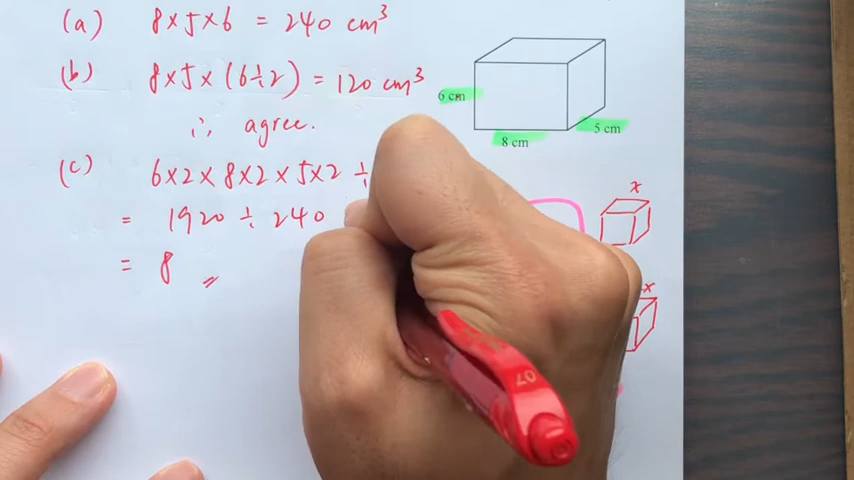 (a) 8×5×6 = 240 cm³
(b) 8×5×(6÷2) = 120 cm³
∴ agree.
(c) 6×2×8×2×5×2 ÷
= 1920 ÷ 240
= 8
6 cm
8 cm
5 cm
x
x
07